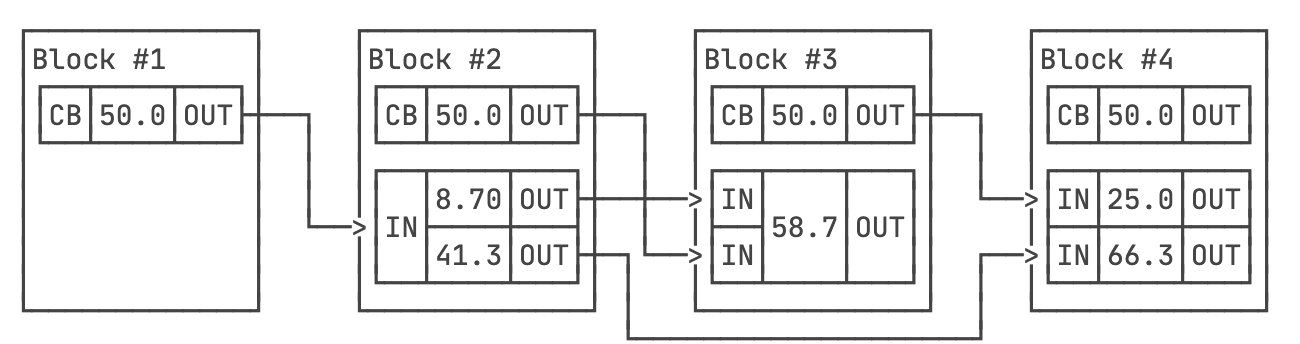 Block #1
CB 50.0 OUT
Block #2
CB 50.0 OUT
IN
8.70 OUT
41.3 OUT
Block #3
CB 50.0 OUT
IN
IN
58.7 OUT
Block #4
CB 50.0 OUT
IN 25.0 OUT
IN 66.3 OUT